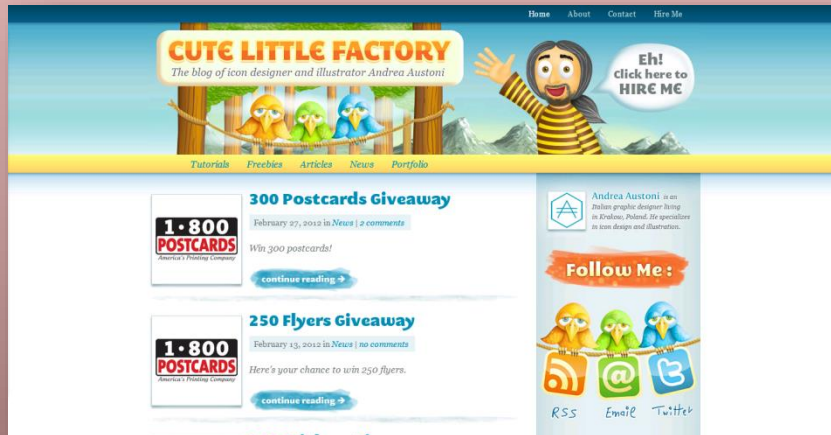 Home About Contact Hire Me
CUTE LITTLE FACTORY
The blog of icon designer and illustrator Andrea Austoni
Eh!
Click here to
HIRE ME
Tutorials Freebies Articles News Portfolio
300 Postcards Giveaway
February 27, 2012 in News | 2 comments
Win 300 postcards!
continue reading →
1·800
POSTCARDS
America's Printing Company
250 Flyers Giveaway
February 13, 2012 in News | no comments
Here's your chance to win 250 flyers.
continue reading →
1·800
POSTCARDS
America's Printing Company
Andrea Austoni is an
Italian graphic designer living
in Krakow, Poland. He specializes
in icon design and illustration.
Follow Me:
RSS Email Twitter